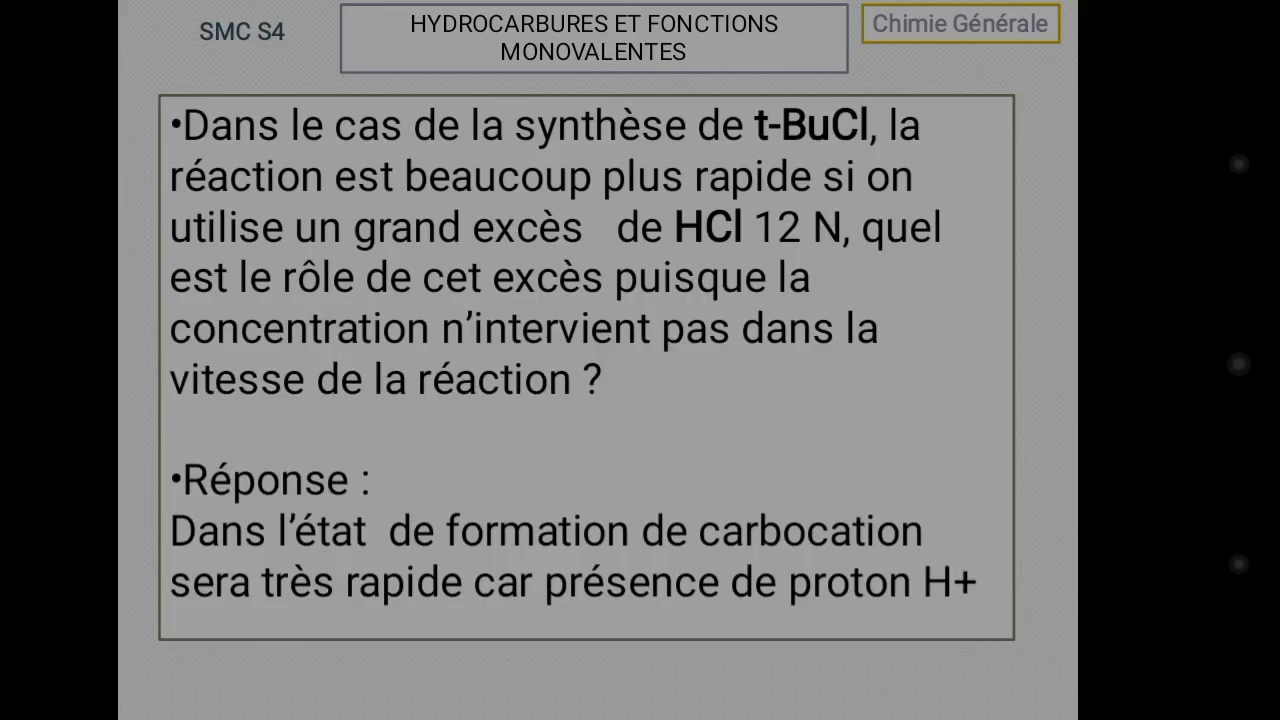 SMC S4
HYDROCARBURES ET FONCTIONS
MONOVALENTES
Chimie Générale
•Dans le cas de la synthèse de t-BuCl, la
réaction est beaucoup plus rapide si on
utilise un grand excès de HCl 12 N, quel
est le rôle de cet excès puisque la
concentration n’intervient pas dans la
vitesse de la réaction ?
•Réponse :
Dans l’état de formation de carbocation
sera très rapide car présence de proton H+